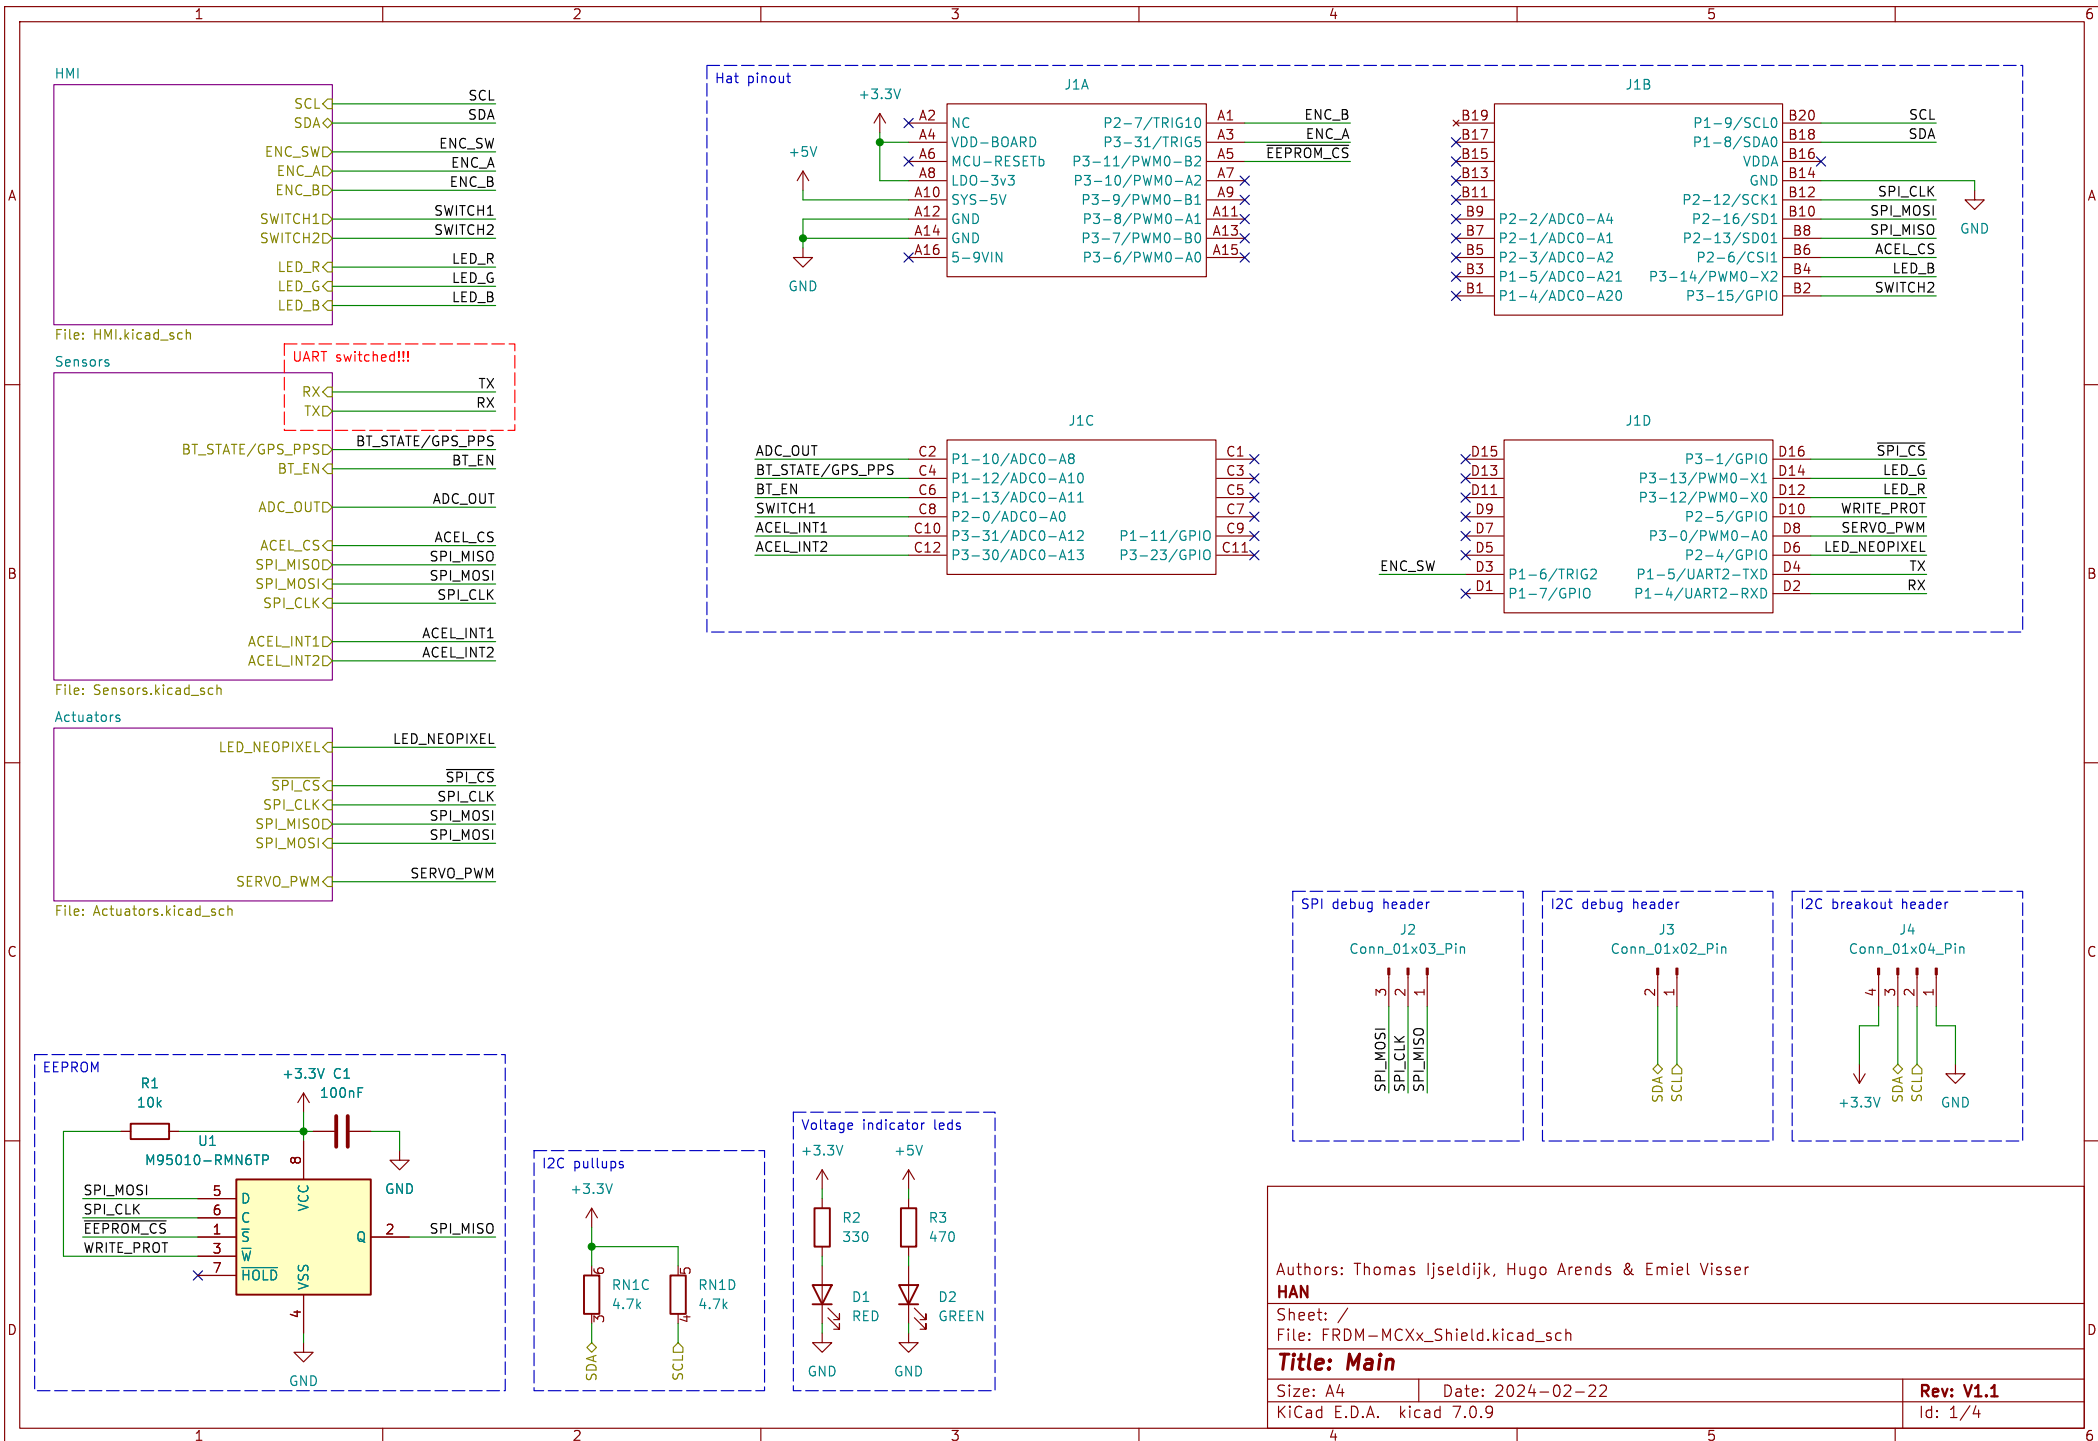 1 2 3 4 5 6
A
B
C
D
HMI
SCL SCL
SDA SDA
ENC_SW ENC_SW
ENC_A ENC_A
ENC_B ENC_B
SWITCH1 SWITCH1
SWITCH2 SWITCH2
LED_R LED_R
LED_G LED_G
LED_B LED_B
File: HMI.kicad_sch
UART switched!!!
Sensors
RX TX
TX RX
BT_STATE/GPS_PPS BT_STATE/GPS_PPS
BT_EN BT_EN
ADC_OUT ADC_OUT
ACEL_CS ACEL_CS
SPI_MISO SPI_MISO
SPI_MOSI SPI_MOSI
SPI_CLK SPI_CLK
ACEL_INT1 ACEL_INT1
ACEL_INT2 ACEL_INT2
File: Sensors.kicad_sch
Actuators
LED_NEOPIXEL LED_NEOPIXEL
SPI_CS SPI_CS
SPI_CLK SPI_CLK
SPI_MISO SPI_MOSI
SPI_MOSI SPI_MOSI
SERVO_PWM SERVO_PWM
File: Actuators.kicad_sch
Hat pinout
J1A
+3.3V
+5V
GND
A2 NC P2-7/TRIG10 A1 ENC_B
A4 VDD-BOARD P3-31/TRIG5 A3 ENC_A
A6 MCU-RESETb P3-11/PWM0-B2 A5 EEPROM_CS
A8 LDO-3v3 P3-10/PWM0-A2 A7
A10 SYS-5V P3-9/PWM0-B1 A9
A12 GND P3-8/PWM0-A1 A11
A14 GND P3-7/PWM0-B0 A13
A16 5-9VIN P3-6/PWM0-A0 A15
J1B
B19 P1-9/SCL0 B20 SCL
B17 P1-8/SDA0 B18 SDA
B15 VDDA B16
B13 GND B14
B11 P2-12/SCK1 B12 SPI_CLK
B9 P2-2/ADC0-A4 P2-16/SD1 B10 SPI_MOSI
B7 P2-1/ADC0-A1 P2-13/SDO1 B8 SPI_MISO
B5 P2-3/ADC0-A2 P2-6/CSI1 B6 ACEL_CS
B3 P1-5/ADC0-A21 P3-14/PWM0-X2 B4 LED_B
B1 P1-4/ADC0-A20 P3-15/GPIO B2 SWITCH2
GND
J1C
ADC_OUT C2 P1-10/ADC0-A8 C1
BT_STATE/GPS_PPS C4 P1-12/ADC0-A10 C3
BT_EN C6 P1-13/ADC0-A11 C5
SWITCH1 C8 P2-0/ADC0-A0 C7
ACEL_INT1 C10 P3-31/ADC0-A12 P1-11/GPIO C9
ACEL_INT2 C12 P3-30/ADC0-A13 P3-23/GPIO C11
J1D
D15 P3-1/GPIO D16 SPI_CS
D13 P3-13/PWM0-X1 D14 LED_G
D11 P3-12/PWM0-X0 D12 LED_R
D9 P2-5/GPIO D10 WRITE_PROT
D7 P3-0/PWM0-A0 D8 SERVO_PWM
D5 P2-4/GPIO D6 LED_NEOPIXEL
ENC_SW D3 P1-6/TRIG2 P1-5/UART2-TXD D4 TX
D1 P1-7/GPIO P1-4/UART2-RXD D2 RX
SPI debug header
J2
Conn_01x03_Pin
3 2 1
SPI_MOSI
SPI_CLK
SPI_MISO
I2C debug header
J3
Conn_01x02_Pin
2 1
SDA
SCL
I2C breakout header
J4
Conn_01x04_Pin
4 3 2 1
+3.3V
SDA
SCL
GND
EEPROM
R1
10k
+3.3V C1
100nF
U1
M95010-RMN6TP
GND
8 VCC
SPI_MOSI 5 D
SPI_CLK 6 C
EEPROM_CS 1 S Q 2 SPI_MISO
WRITE_PROT 3 W
7 HOLD
4 VSS
GND
I2C pullups
+3.3V
6 5
RN1C RN1D
4.7k 4.7k
3 4
SDA SCL
Voltage indicator leds
+3.3V +5V
R2 R3
330 470
D1 D2
RED GREEN
GND GND
Authors: Thomas Ijseldijk, Hugo Arends & Emiel Visser
HAN
Sheet: /
File: FRDM-MCXx_Shield.kicad_sch
Title: Main
Size: A4 Date: 2024-02-22 Rev: V1.1
KiCad E.D.A. kicad 7.0.9 Id: 1/4
A
B
C
D
1 2 3 4 5 6